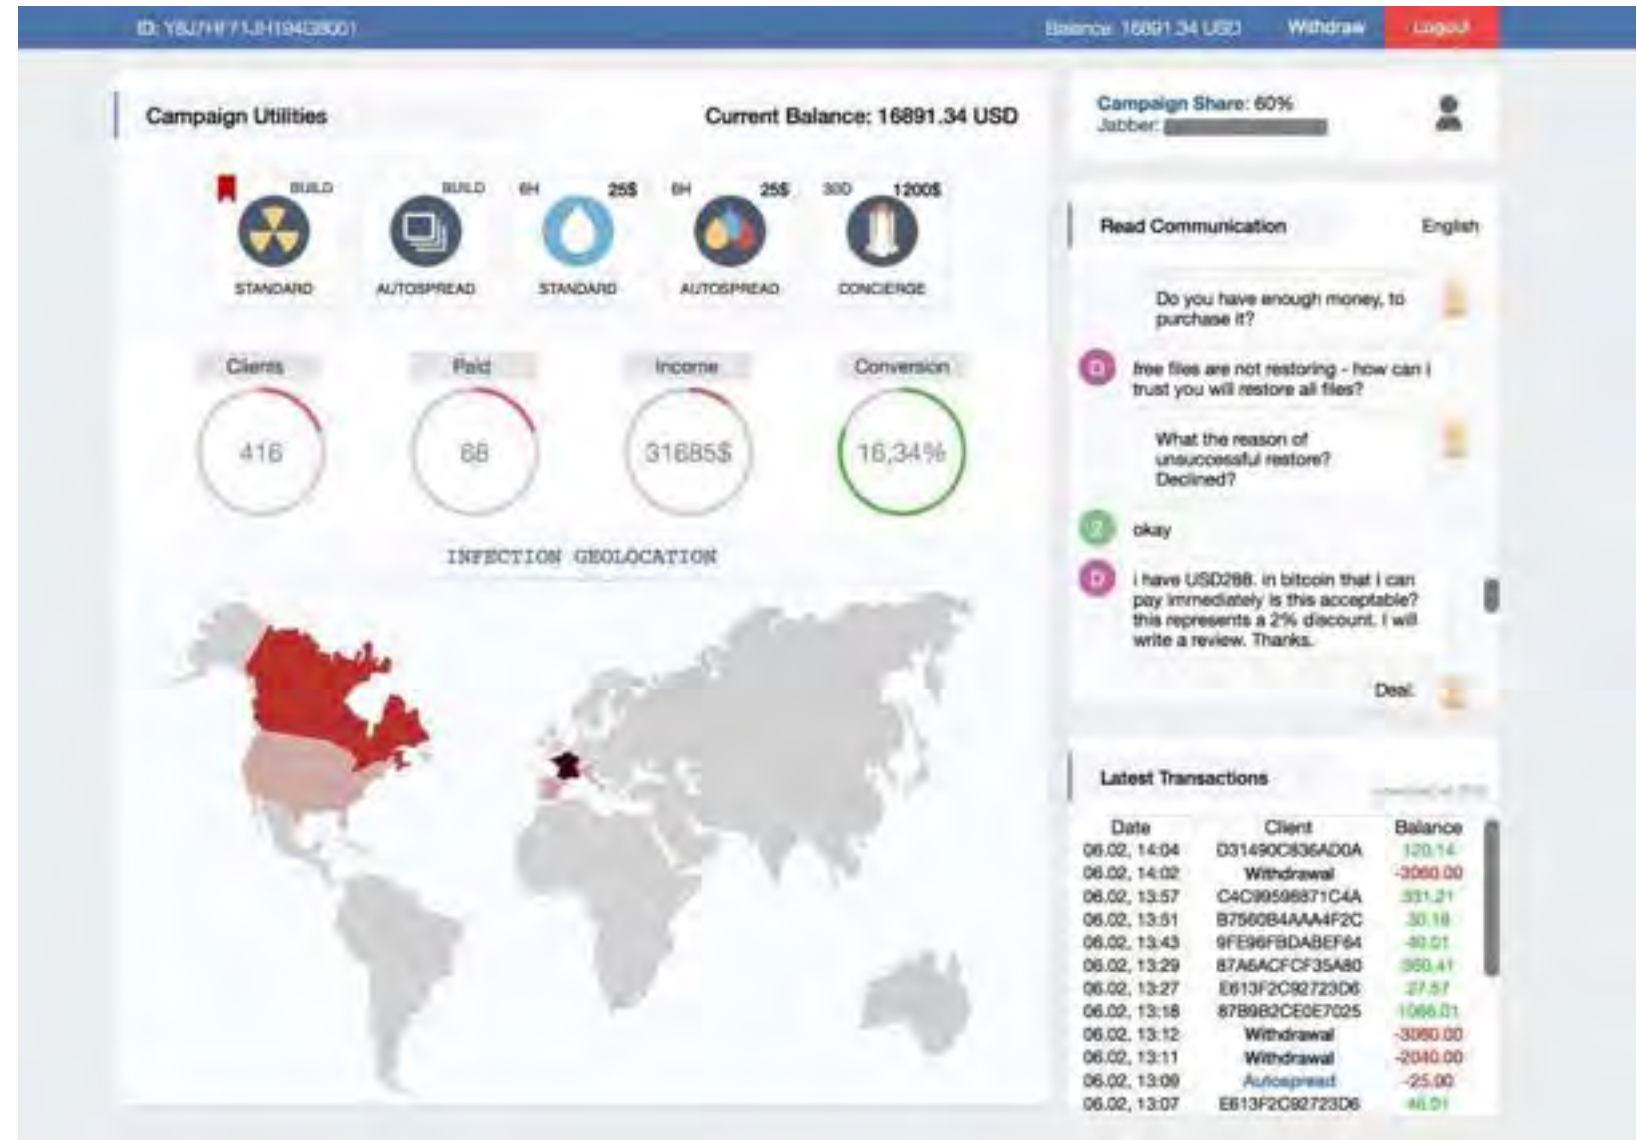 ID:
Balance: 16891.34 USD
Withdraw
Logout
Campaign Utilities
Current Balance: 16891.34 USD
BUILD
STANDARD
BUILD
AUTOSPREAD
6H 25$
STANDARD
6H 25$
AUTOSPREAD
30D 1200$
CONCIERGE
Clients
416
Paid
68
Income
31685$
Conversion
16,34%
INFECTION GEOLOCATION
Campaign Share: 60%
Jabber:
Read Communication
English
Do you have enough money, to
purchase it?
D
free files are not restoring - how can i
trust you will restore all files?
What the reason of
unsuccessful restore?
Declined?
2
okay
D
i have USD288. in bitcoin that I can
pay immediately is this acceptable?
this represents a 2% discount. I will
write a review. Thanks.
Deal.
Latest Transactions
Date Client Balance
06.02, 14:04 D31490C836AD0A 120.14
06.02, 14:02 Withdrawal -3060.00
06.02, 13:57 C4C99598871C4A 331.21
06.02, 13:51 B7560B4AAA4F2C 30.18
06.02, 13:43 9FE96FBDABEF64
06.02, 13:29 87A6ACFCF35A80 360.41
06.02, 13:27 E613F2C92723D6 27.57
06.02, 13:18 87B9B2CE0E7025 1066.01
06.02, 13:12 Withdrawal -3060.00
06.02, 13:11 Withdrawal -2040.00
06.02, 13:09 Autospread -25.00
06.02, 13:07 E613F2C92723D6 46.01